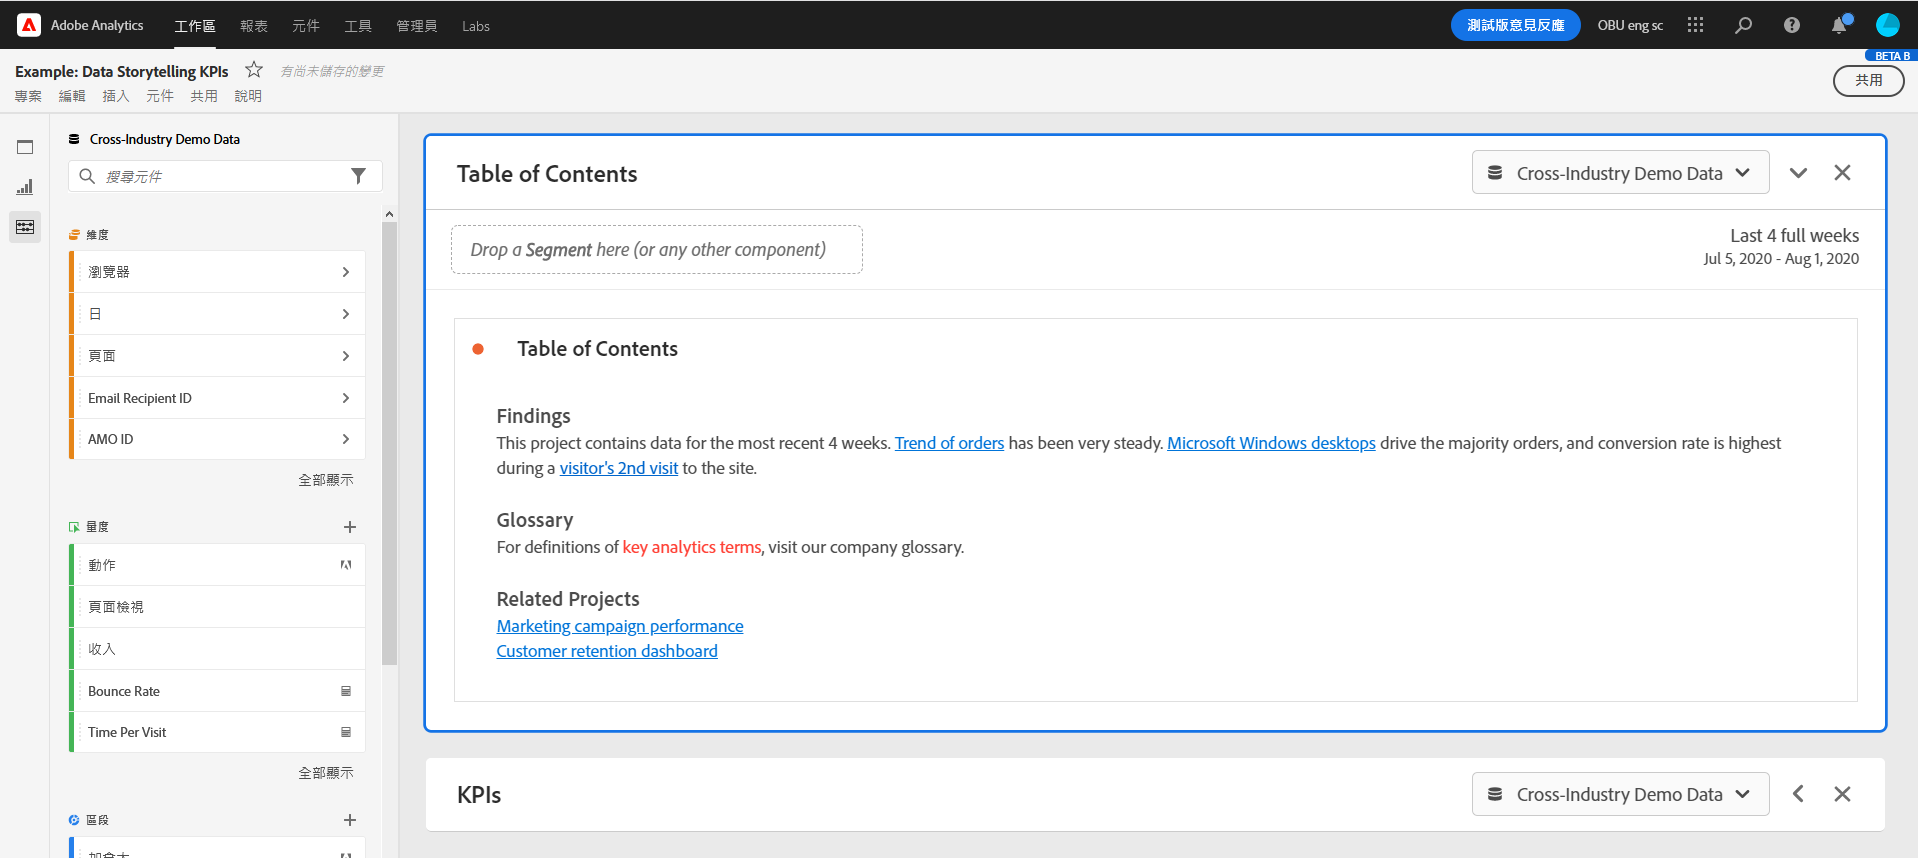 Adobe Analytics 工作區 報表 元件 工具 管理員 Labs 測試版意見反應 OBU eng sc
BETA B
Example: Data Storytelling KPIs 有尚未儲存的變更
專案 編輯 插入 元件 共用 說明 共用
Cross-Industry Demo Data
搜尋元件
維度
瀏覽器
日
頁面
Email Recipient ID
AMO ID
全部顯示
量度
動作
頁面檢視
收入
Bounce Rate
Time Per Visit
全部顯示
區段
加拿大
Table of Contents Cross-Industry Demo Data
Drop a Segment here (or any other component)
Last 4 full weeks
Jul 5, 2020 - Aug 1, 2020
Table of Contents
Findings
This project contains data for the most recent 4 weeks. Trend of orders has been very steady. Microsoft Windows desktops drive the majority orders, and conversion rate is highest
during a visitor's 2nd visit to the site.
Glossary
For definitions of key analytics terms, visit our company glossary.
Related Projects
Marketing campaign performance
Customer retention dashboard
KPIs Cross-Industry Demo Data